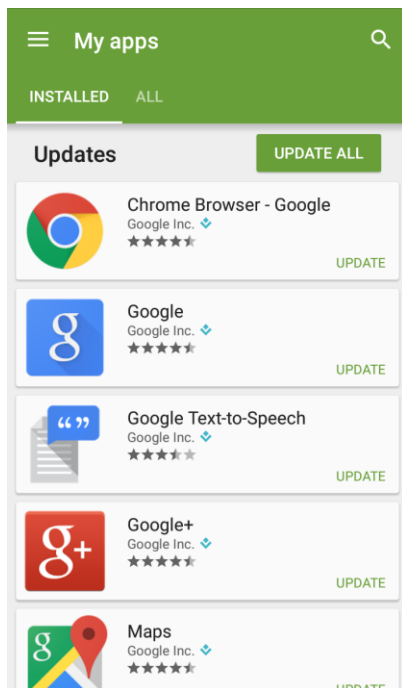 My apps
INSTALLED ALL
Updates UPDATE ALL
Chrome Browser - Google
Google Inc.
UPDATE
g
Google
Google Inc.
UPDATE
“ ”
Google Text-to-Speech
Google Inc.
UPDATE
g+
Google+
Google Inc.
UPDATE
g
Maps
Google Inc.
UPDATE